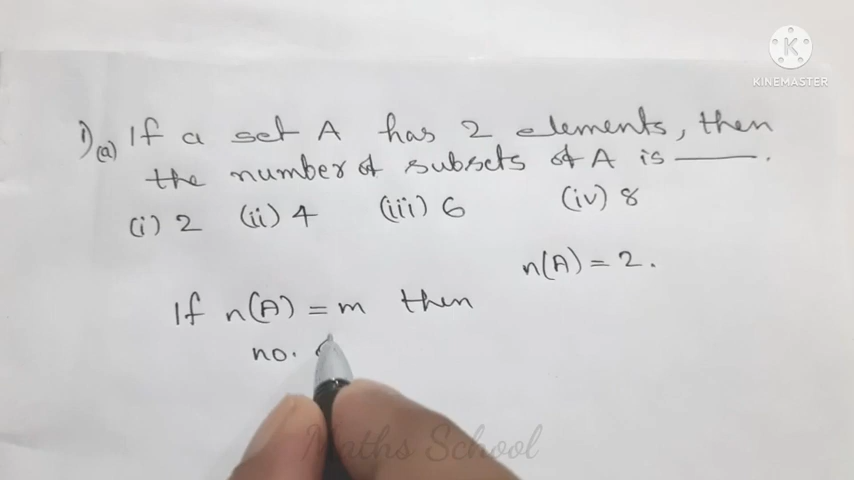 KINEMASTER
1)(a) If a set A has 2 elements, then
the number of subsets of A is ———.
(i) 2 (ii) 4 (iii) 6 (iv) 8
n(A) = 2.
If n(A) = m then
no.
Maths School